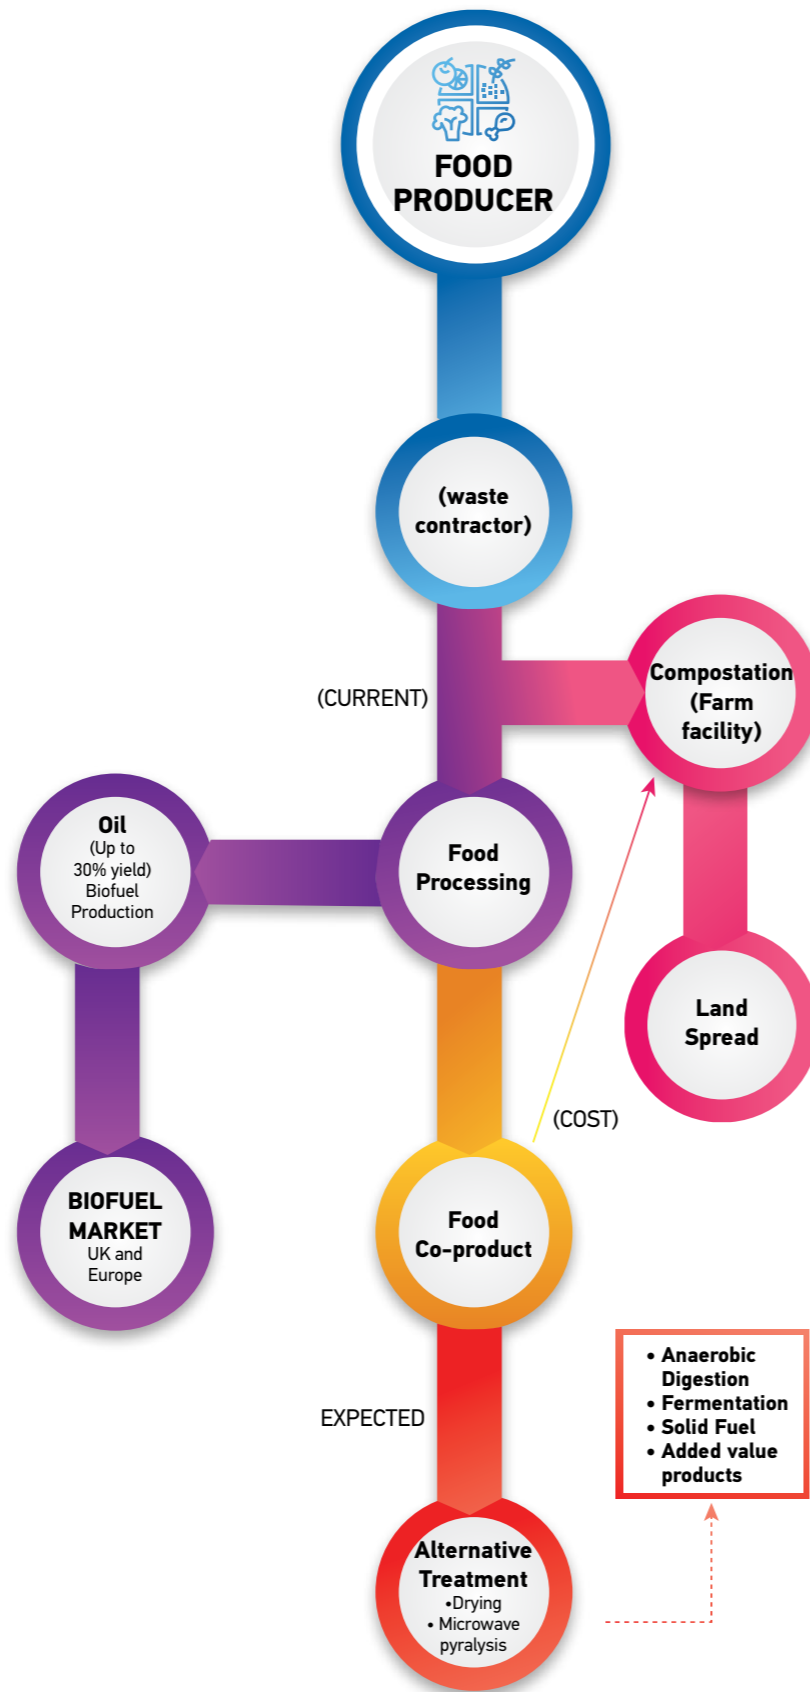 FOOD
PRODUCER
(waste
contractor)
(CURRENT)
Compostation
(Farm
facility)
Oil
(Up to
30% yield)
Biofuel
Production
Food
Processing
Land
Spread
(COST)
BIOFUEL
MARKET
UK and
Europe
Food
Co-product
EXPECTED
• Anaerobic
Digestion
• Fermentation
• Solid Fuel
• Added value
products
Alternative
Treatment
•Drying
• Microwave
pyralysis